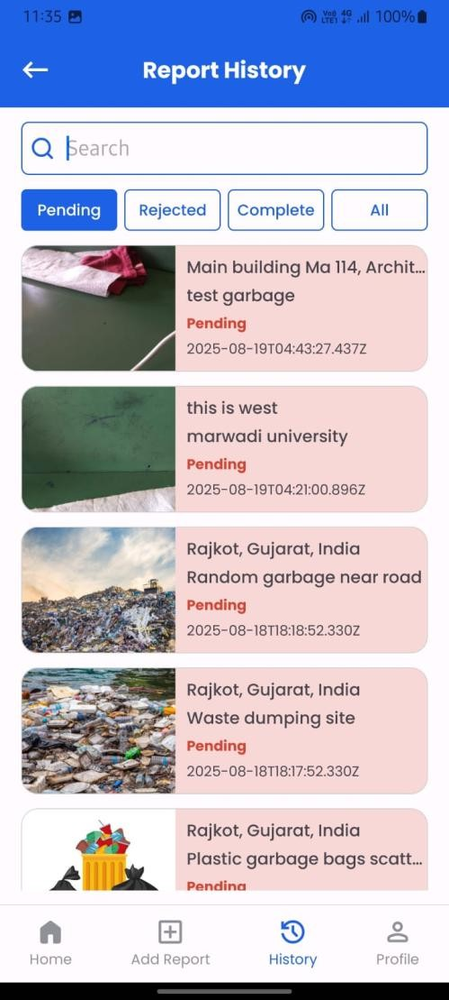 11:35
Vo)) 4G 100%
LTE1
Report History
Search
Pending Rejected Complete All
Main building Ma 114, Archit...
test garbage
Pending
2025-08-19T04:43:27.437Z
this is west
marwadi university
Pending
2025-08-19T04:21:00.896Z
Rajkot, Gujarat, India
Random garbage near road
Pending
2025-08-18T18:18:52.330Z
Rajkot, Gujarat, India
Waste dumping site
Pending
2025-08-18T18:17:52.330Z
Rajkot, Gujarat, India
Plastic garbage bags scatt...
Pending
Home Add Report History Profile